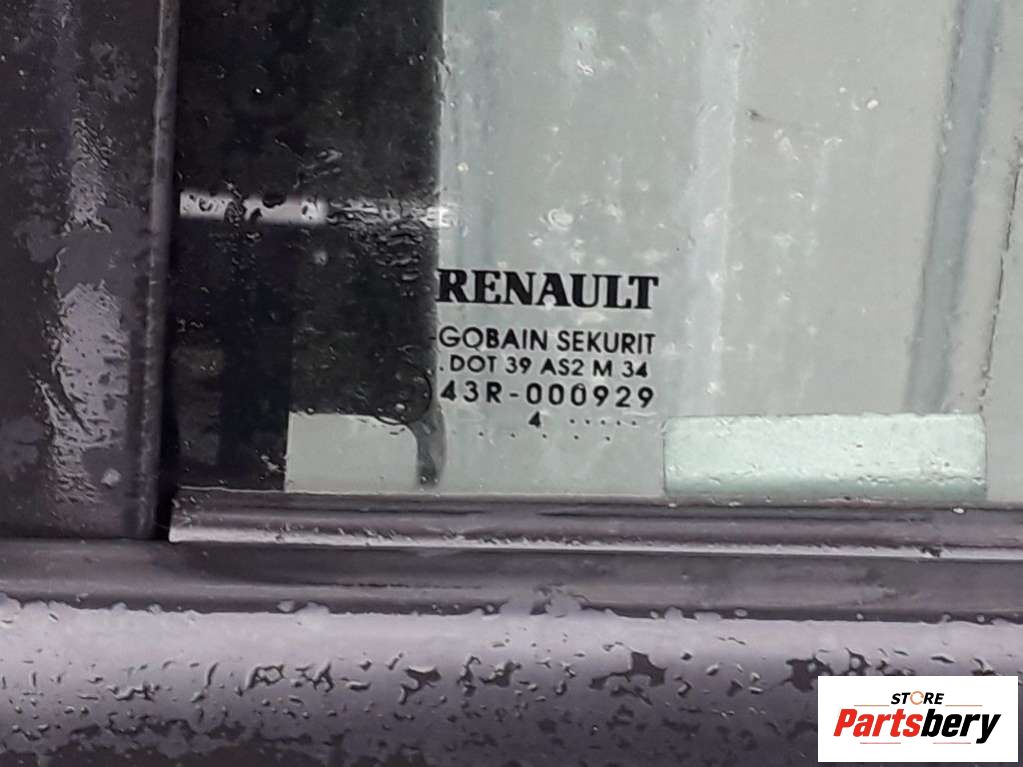 RENAULT
-GOBAIN SEKURIT
. DOT 39 AS2 M 34
43R-000929
4 .....
. . . . . .
STORE
Partsbery